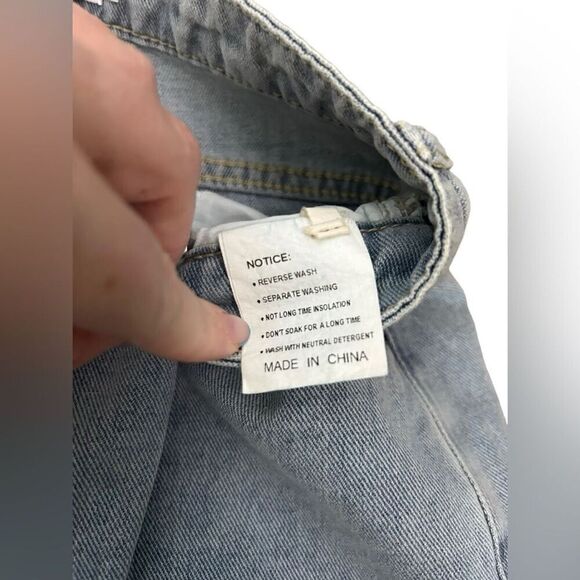 NOTICE:
• REVERSE WASH
• SEPARATE WASHING
• NOT LONG TIME INSOLATION
• DON'T SOAK FOR A LONG TIME
• WASH WITH NEUTRAL DETERGENT
MADE IN CHINA